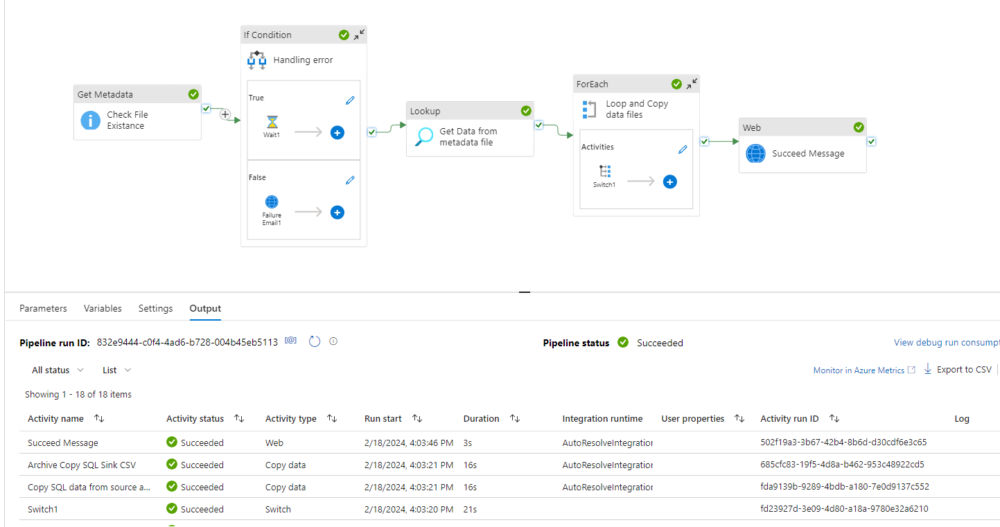 If Condition
Handling error
Get Metadata
Check File
Existance
True
Wait1
False
Failure
Email1
Lookup
Get Data from
metadata file
ForEach
Loop and Copy
data files
Activities
Switch1
Web
Succeed Message
Parameters Variables Settings Output
Pipeline run ID: 832e9444-c0f4-4ad6-b728-004b45eb5113 Pipeline status Succeeded View debug run consumpt
All status List Monitor in Azure Metrics Export to CSV
Showing 1 - 18 of 18 items
Activity name Activity status Activity type Run start Duration Integration runtime User properties Activity run ID Log
Succeed Message Succeeded Web 2/18/2024, 4:03:46 PM 3s AutoResolveIntegration 502f19a3-3b67-42b4-8b6d-d30cdf6e3c65
Archive Copy SQL Sink CSV Succeeded Copy data 2/18/2024, 4:03:21 PM 16s AutoResolveIntegration 685cfc83-19f5-4d8a-b462-953c48922cd5
Copy SQL data from source a... Succeeded Copy data 2/18/2024, 4:03:21 PM 16s AutoResolveIntegration fda9139b-9289-4bdb-a180-7e0d9137c552
Switch1 Succeeded Switch 2/18/2024, 4:03:20 PM 21s fd23927d-3e09-4d80-a18a-9780e32a6210